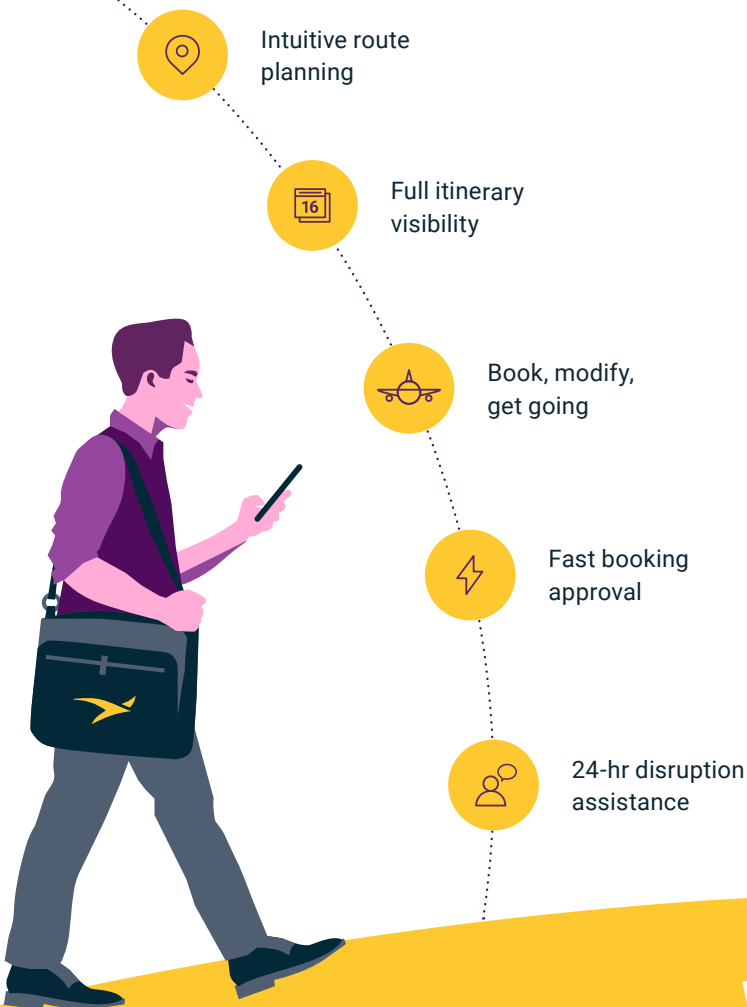 Intuitive route
planning
16
Full itinerary
visibility
Book, modify,
get going
Fast booking
approval
24-hr disruption
assistance